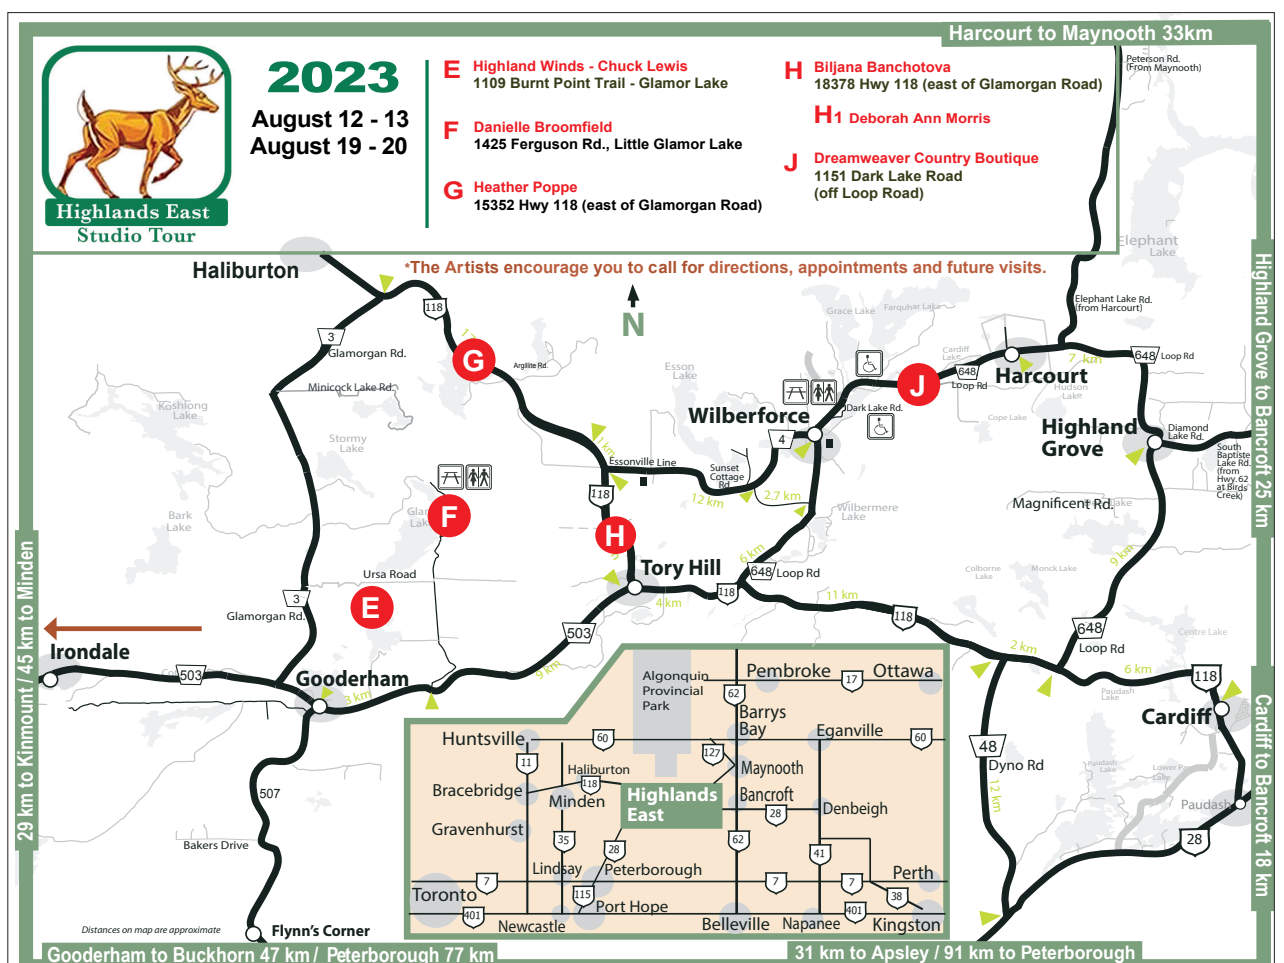 Harcourt to Maynooth 33km
Highlands East
Studio Tour
2023
August 12 - 13
August 19 - 20
E Highland Winds - Chuck Lewis
1109 Burnt Point Trail - Glamor Lake
F Danielle Broomfield
1425 Ferguson Rd., Little Glamor Lake
G Heather Poppe
15352 Hwy 118 (east of Glamorgan Road)
H Biljana Banchotova
18378 Hwy 118 (east of Glamorgan Road)
H1 Deborah Ann Morris
J Dreamweaver Country Boutique
1151 Dark Lake Road
(off Loop Road)
*The Artists encourage you to call for directions, appointments and future visits.
N
Peterson Rd.
(From Maynooth)
Elephant
Lake
Elephant Lake Rd.
(from Harcourt)
Haliburton
118
3
Glamorgan Rd.
G
Argillite Rd.
Minicock Lake Rd.
Koshlong
Lake
Stormy
Lake
Bark
Lake
Esson
Lake
Grace Lake
Farquhar Lake
Cardiff
Lake
J
648
Loop Rd
Harcourt
7 km
648
Loop Rd
Hudson
Lake
Cope Lake
Wilberforce
Dark Lake Rd.
4
Highland
Grove
Diamond
Lake Rd.
South
Baptiste
Lake Rd.
(from
Hwy. 62
at Birds
Creek)
1 km
Essonville Line
Sunset
Cottage
Rd
12 km
2.7 km
118
F
H
Wilbermere
Lake
Magnificent Rd.
9 km
Tory Hill
6 km
648
Loop Rd
Colborne
Lake
Monck Lake
Ursa Road
E
3
Glamorgan Rd.
4 km
118
11 km
118
503
648
Loop Rd
Centre Lake
2 km
6 km
118
Paudash
Lake
Cardiff
Irondale
503
Gooderham
3 km
9 km
48
Dyno Rd
12 km
Paudash
Lake
Paudash
28
507
Bakers Drive
Flynn's Corner
Distances on map are approximate
Algonquin
Provincial
Park
Pembroke
17
Ottawa
62
Barrys
Bay
Huntsville
60
Eganville
60
127
11
Haliburton
118
Maynooth
Bracebridge
Minden
Highlands
East
Bancroft
28
Denbeigh
Gravenhurst
35
28
62
41
Lindsay
Peterborough
7
7
7
Perth
Toronto
115
38
401
Port Hope
401
Newcastle
Belleville
Napanee
Kingston
29 km to Kinmount / 45 km to Minden
Highland Grove to Bancroft 25 km
Cardiff to Bancroft 18 km
Gooderham to Buckhorn 47 km / Peterborough 77 km
31 km to Apsley / 91 km to Peterborough